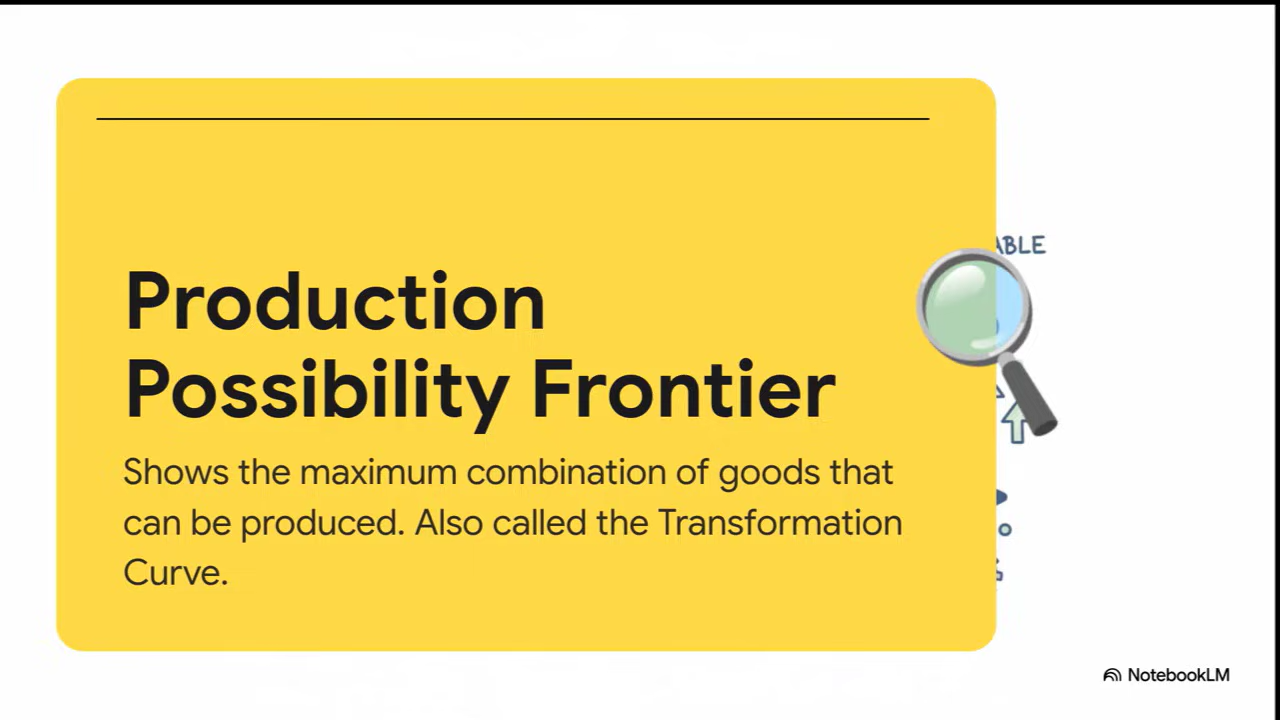 Production
Possibility Frontier
Shows the maximum combination of goods that
can be produced. Also called the Transformation
Curve.
NotebookLM